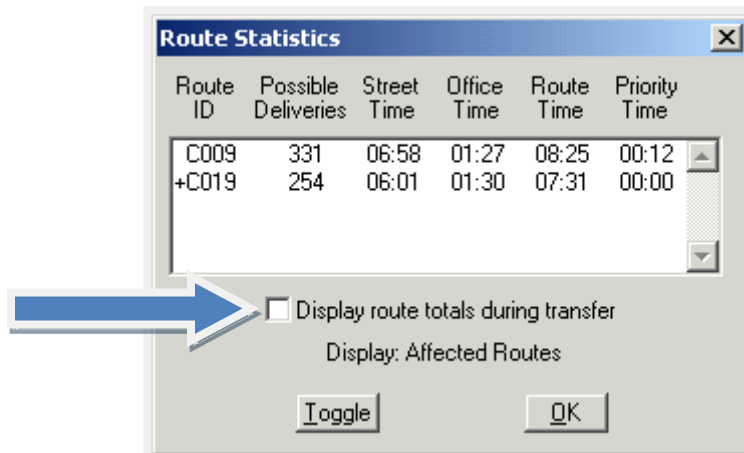 Route Statistics
Route ID Possible Deliveries Street Time Office Time Route Time Priority Time
C009 331 06:58 01:27 08:25 00:12
+C019 254 06:01 01:30 07:31 00:00
Display route totals during transfer
Display: Affected Routes
Toggle OK